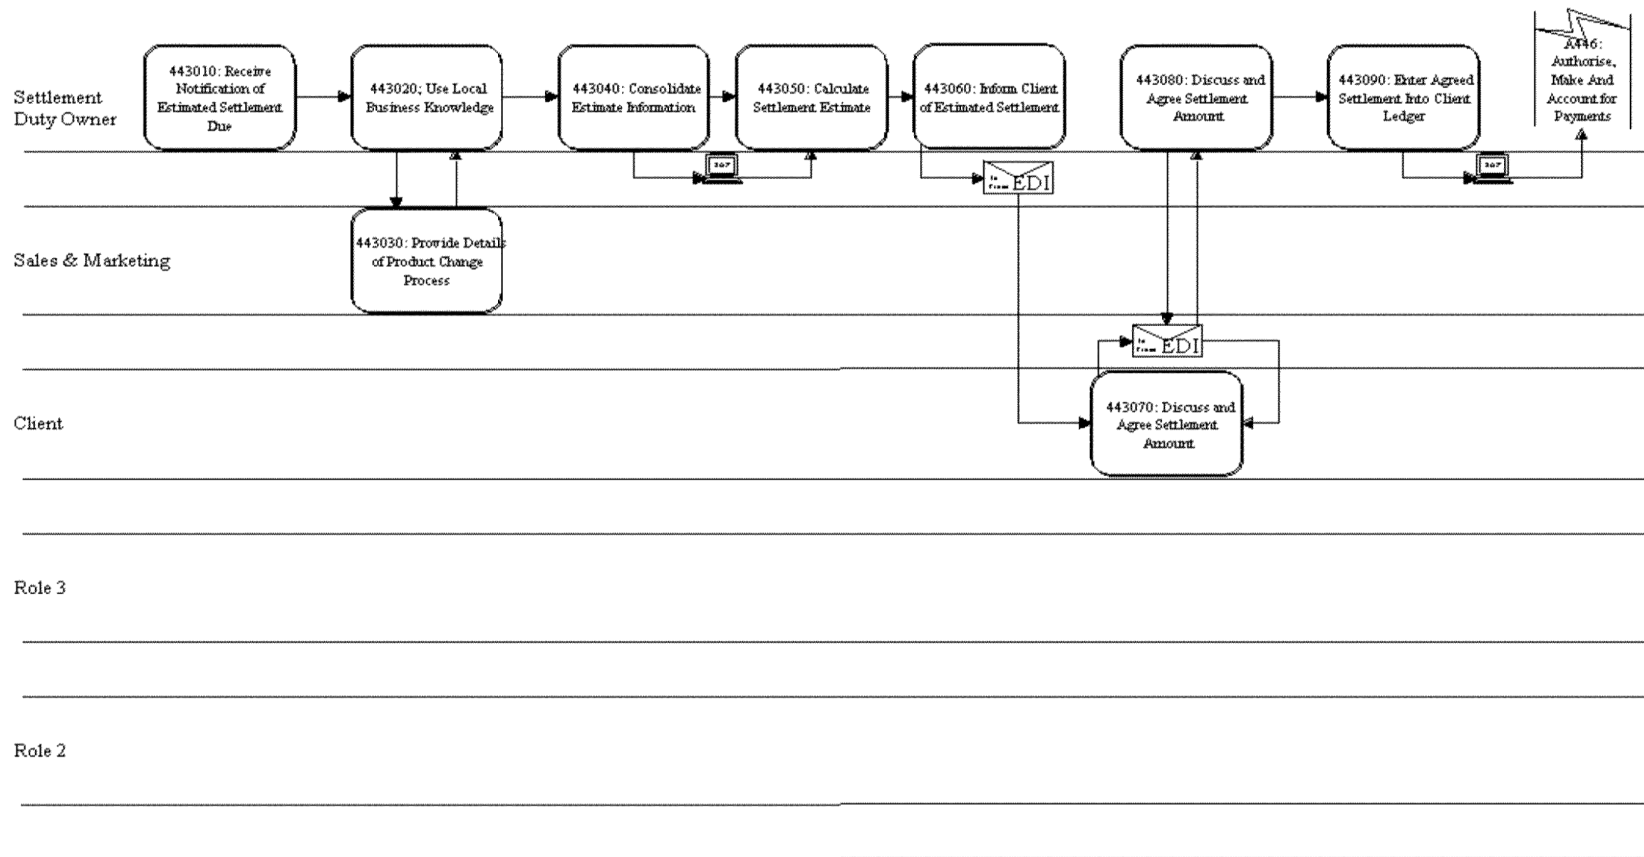 443010: Receive
Notification of
Estimated Settlement
Due
443020; Use Local
Business Knowledge
443040: Consolidate
Estimate Information
443050: Calculate
Settlement Estimate
443060: Inform Client
of Estimated Settlement
443080: Discuss and
Agree Settlement
Amount
443090: Enter Agreed
Settlement Into Client
Ledger
A446:
Authorise,
Make And
Account for
Payments
Settlement
Duty Owner
EDI
443030: Provide Details
of Product Change
Process
Sales & Marketing
EDI
443070: Discuss and
Agree Settlement
Amount
Client
Role 3
Role 2